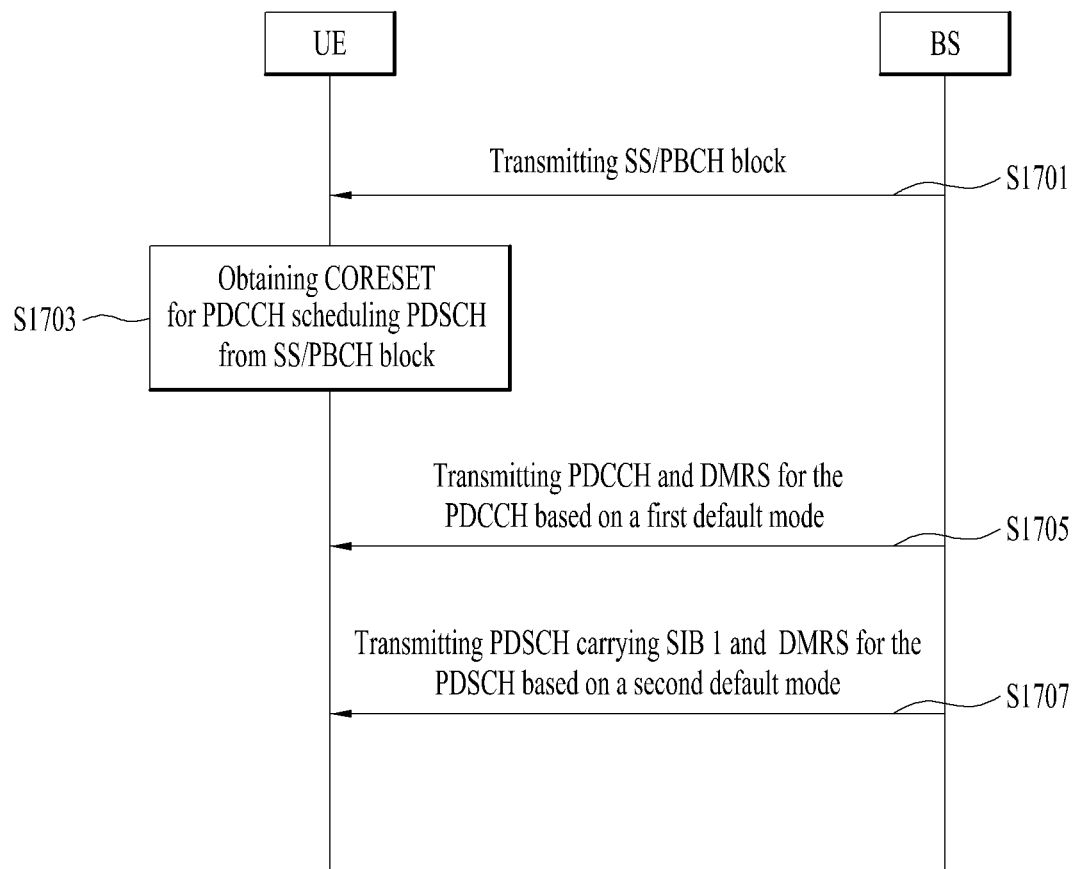 UE
BS
Transmitting SS/PBCH block
S1701
Obtaining CORESET
for PDCCH scheduling PDSCH
from SS/PBCH block
S1703
Transmitting PDCCH and DMRS for the
PDCCH based on a first default mode
S1705
Transmitting PDSCH carrying SIB 1 and DMRS for the
PDSCH based on a second default mode
S1707